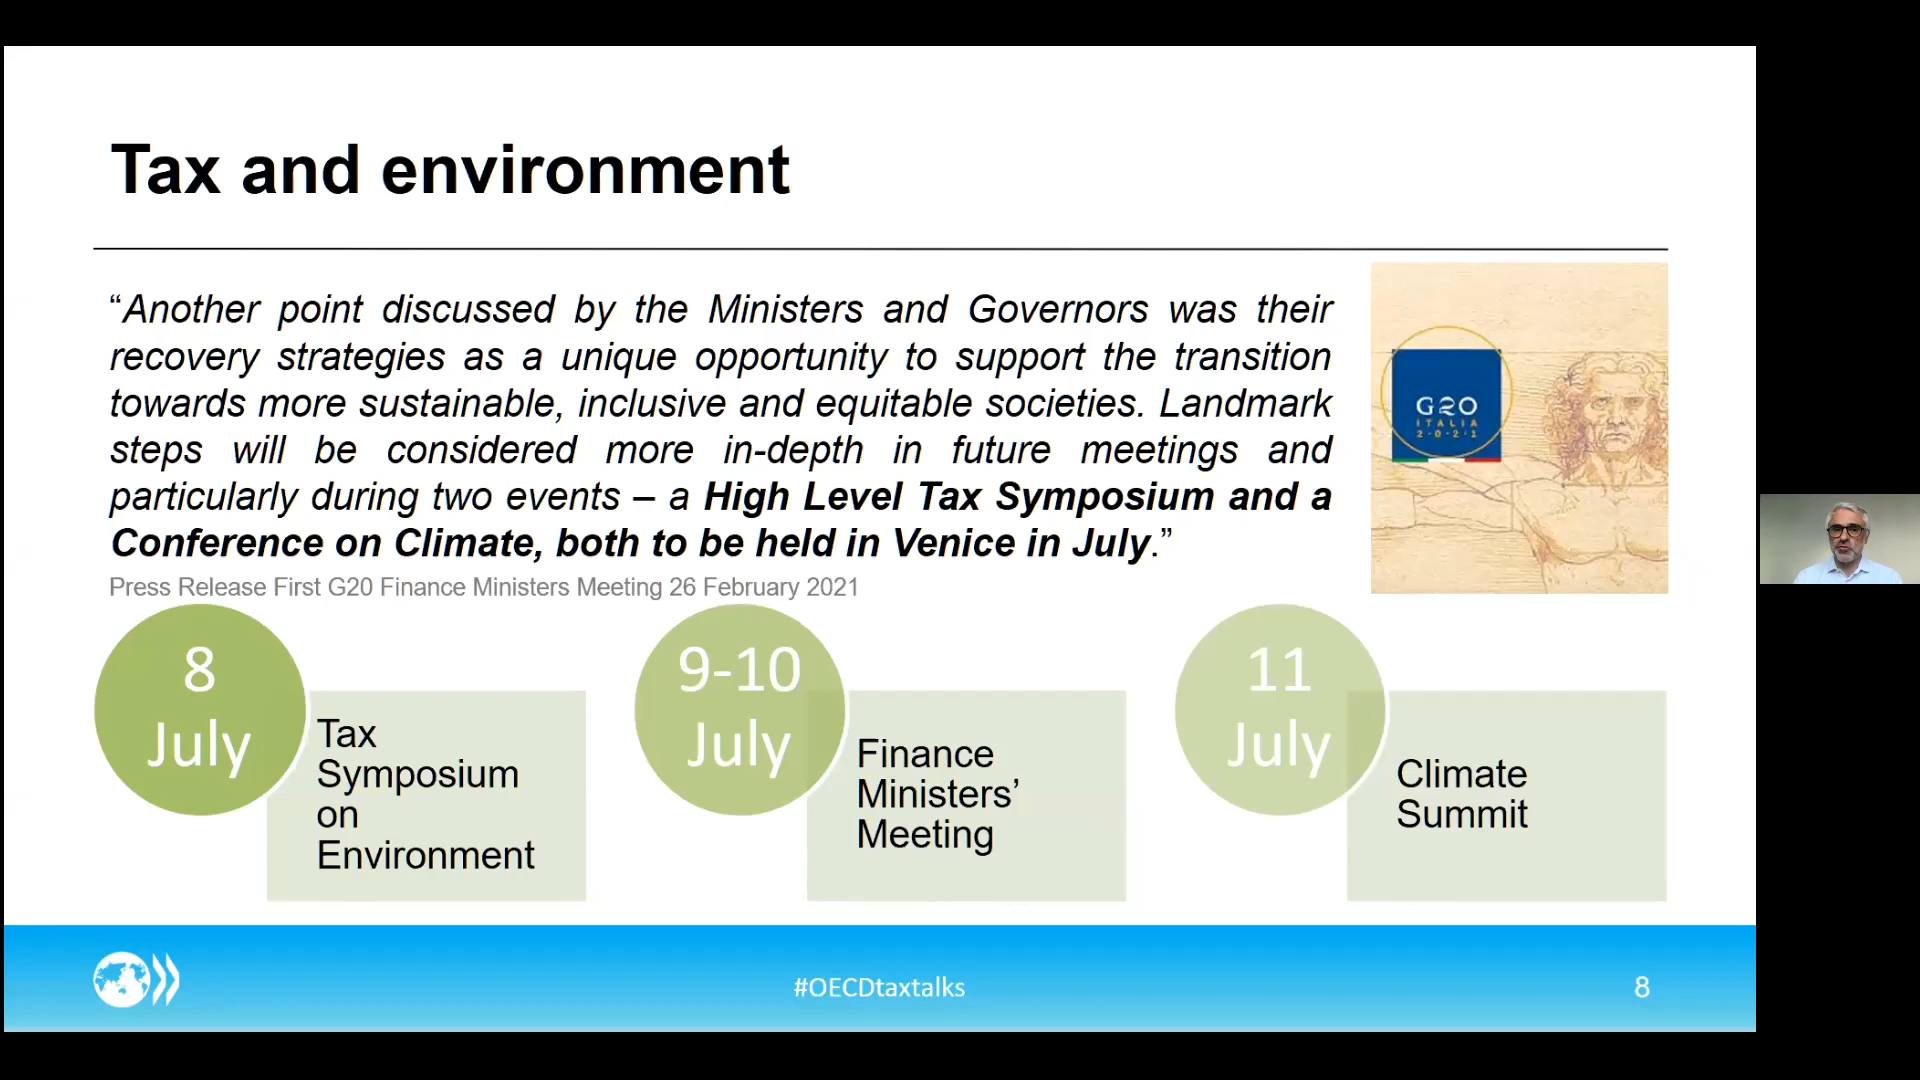 Tax and environment
“Another point discussed by the Ministers and Governors was their
recovery strategies as a unique opportunity to support the transition
towards more sustainable, inclusive and equitable societies. Landmark
steps will be considered more in-depth in future meetings and
particularly during two events – a High Level Tax Symposium and a
Conference on Climate, both to be held in Venice in July.”
Press Release First G20 Finance Ministers Meeting 26 February 2021
G20
ITALIA
2·0·2·1
8
July
Tax
Symposium
on
Environment
9-10
July
Finance
Ministers’
Meeting
11
July
Climate
Summit
#OECDtaxtalks
8